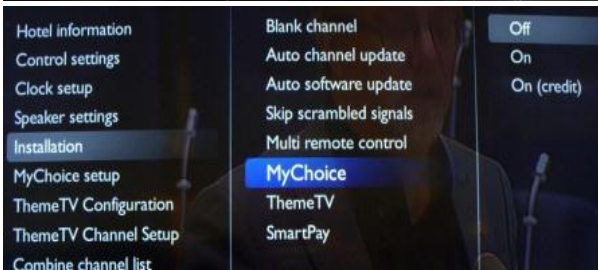 Hotel information
Control settings
Clock setup
Speaker settings
Installation
MyChoice setup
ThemeTV Configuration
ThemeTV Channel Setup
Combine channel list
Blank channel
Auto channel update
Auto software update
Skip scrambled signals
Multi remote control
MyChoice
ThemeTV
SmartPay
Off
On
On (credit)